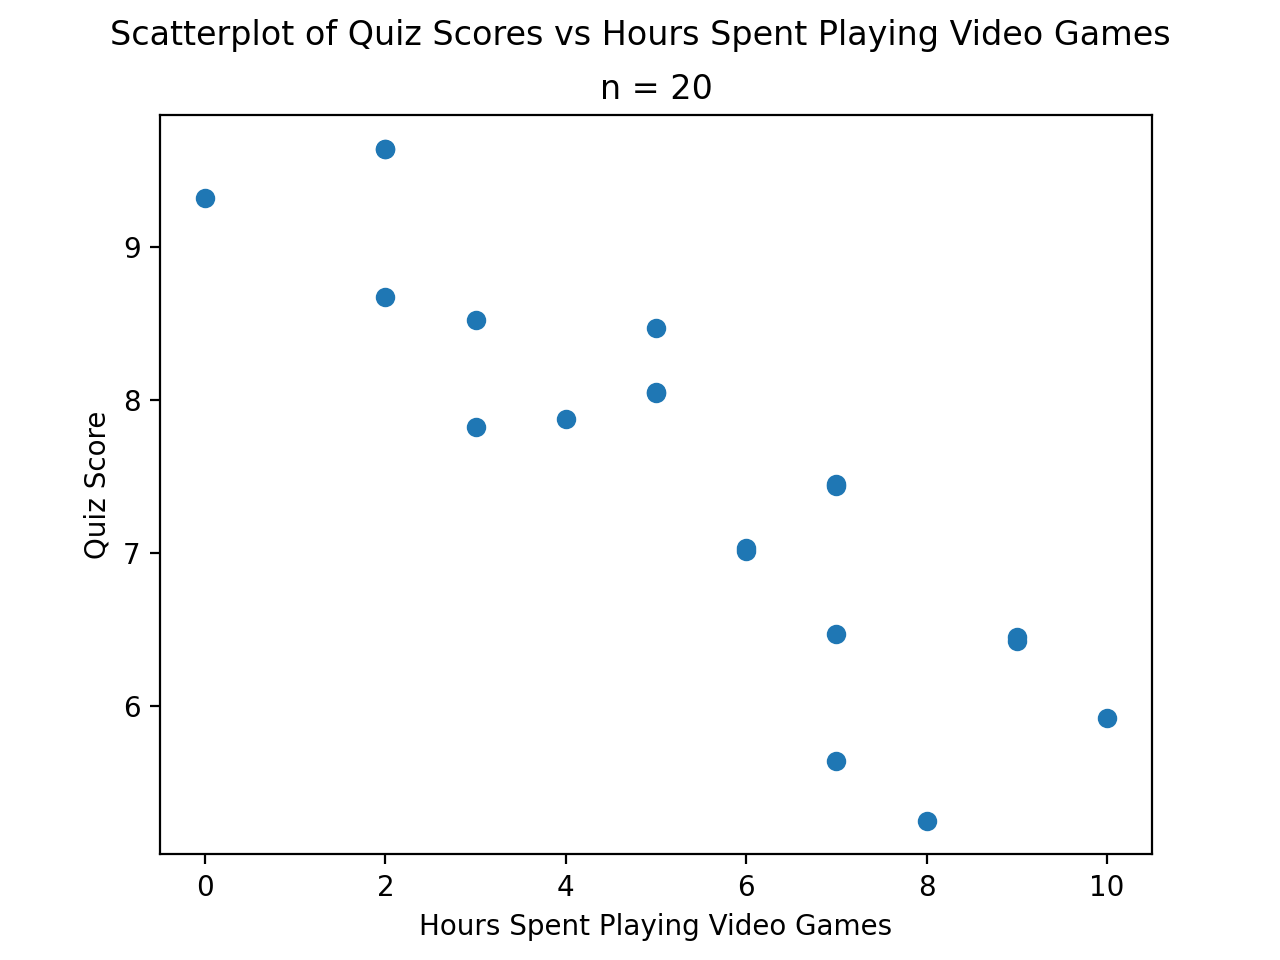 Scatterplot of Quiz Scores vs Hours Spent Playing Video Games
n = 20
9
8
7
6
Quiz Score
0 2 4 6 8 10
Hours Spent Playing Video Games